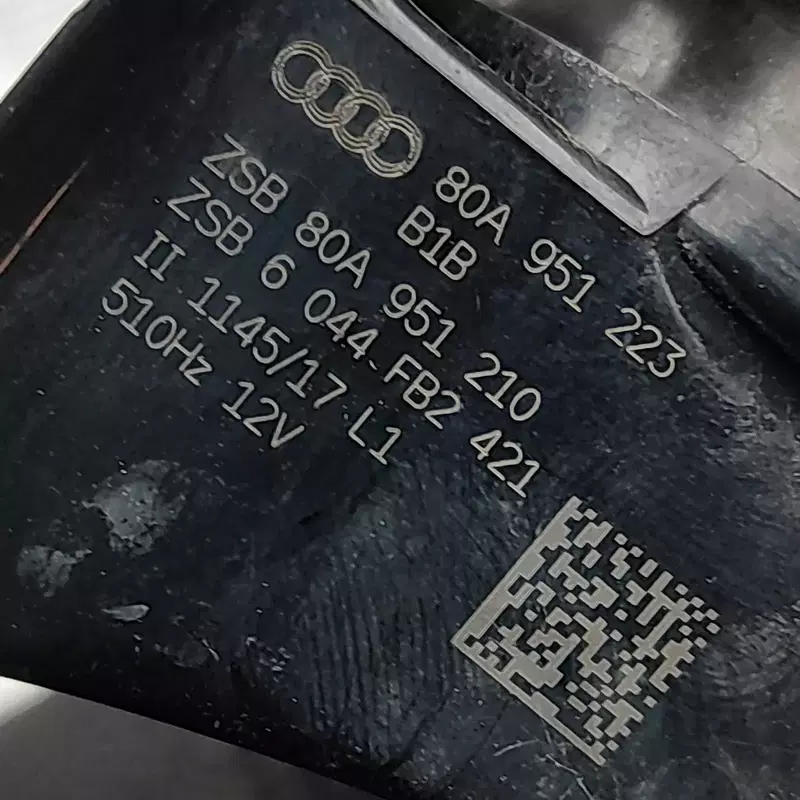 80A 951 223
B1B
ZSB 80A 951 210
ZSB 6 044 FB2 421
II 1145/17 L1
510Hz 12V